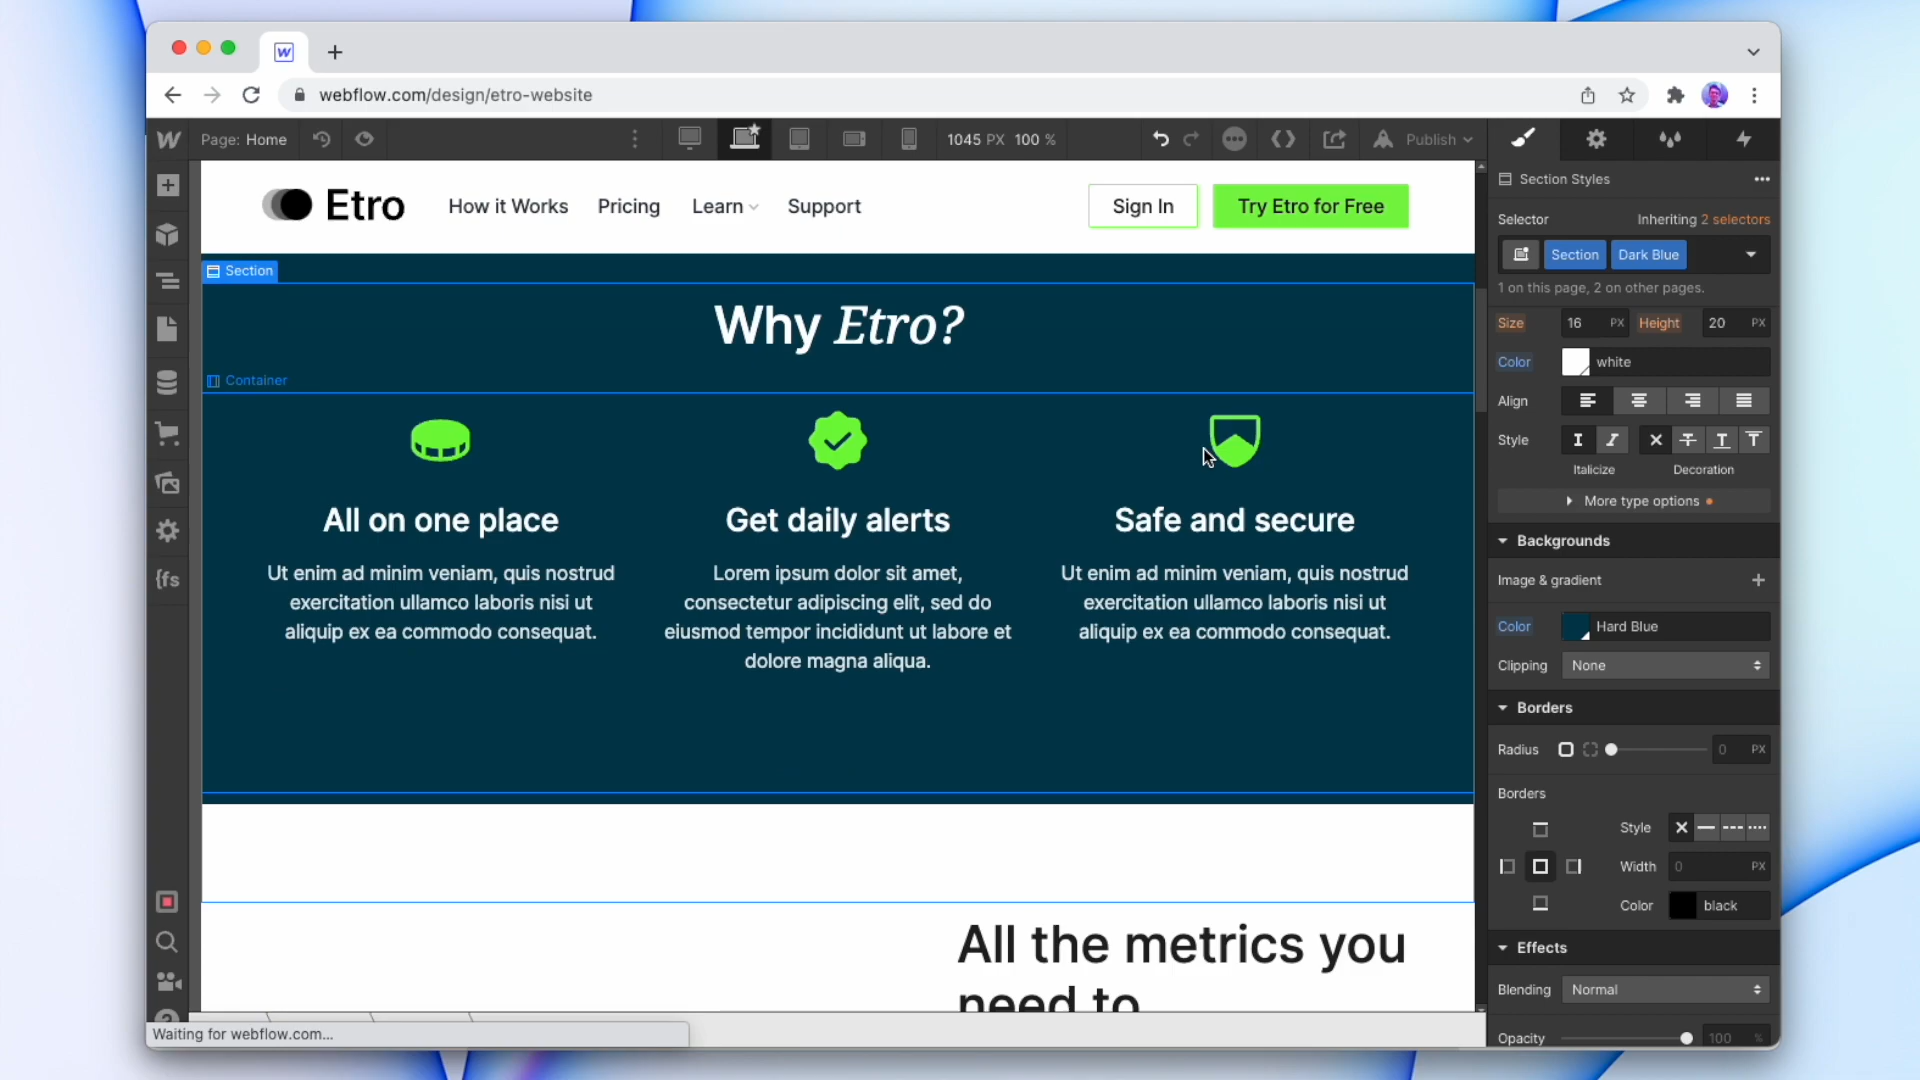 webflow.com/design/etro-website
Page: Home
1045 PX 100 %
Publish
Etro
How it Works
Pricing
Learn
Support
Sign In
Try Etro for Free
Section
Why Etro?
Container
All on one place
Ut enim ad minim veniam, quis nostrud
exercitation ullamco laboris nisi ut
aliquip ex ea commodo consequat.
Get daily alerts
Lorem ipsum dolor sit amet,
consectetur adipiscing elit, sed do
eiusmod tempor incididunt ut labore et
dolore magna aliqua.
Safe and secure
Ut enim ad minim veniam, quis nostrud
exercitation ullamco laboris nisi ut
aliquip ex ea commodo consequat.
All the metrics you
need to
{fs
Waiting for webflow.com...
Section Styles
Selector
Inheriting 2 selectors
Section
Dark Blue
1 on this page, 2 on other pages.
Size 16 PX Height 20 PX
Color white
Align
Style
Italicize Decoration
More type options
Backgrounds
Image & gradient
Color Hard Blue
Clipping None
Borders
Radius 0 PX
Borders
Style
Width 0 PX
Color black
Effects
Blending Normal
Opacity 100 %